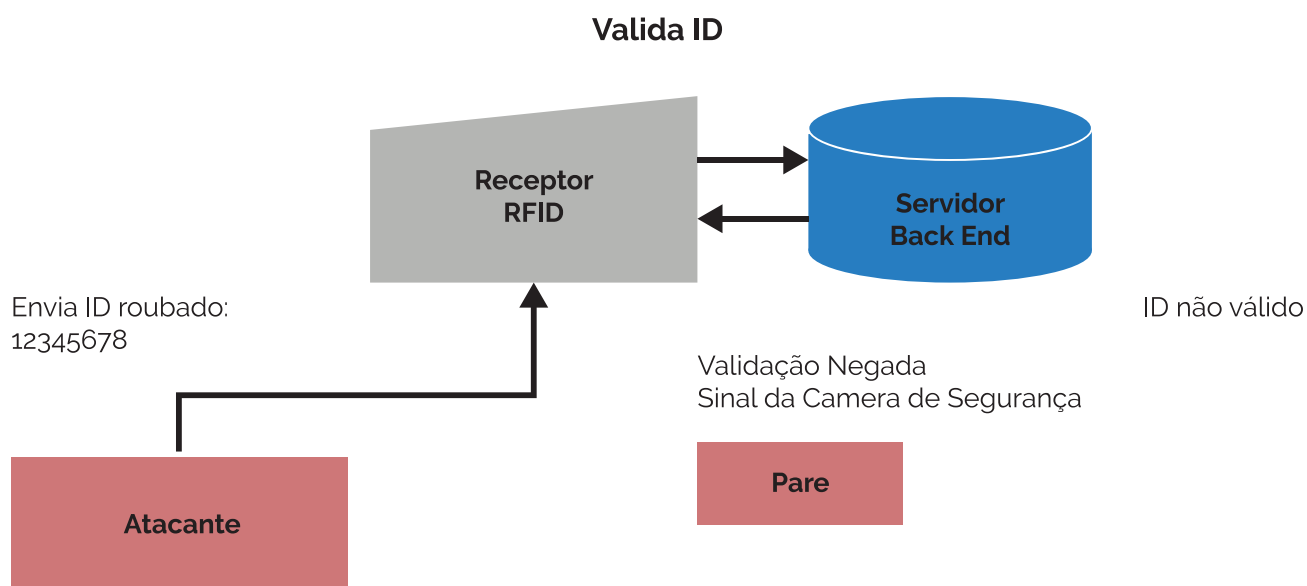 Valida ID
Receptor
RFID
Servidor
Back End
Envia ID roubado:
12345678
ID não válido
Validação Negada
Sinal da Camera de Segurança
Pare
Atacante